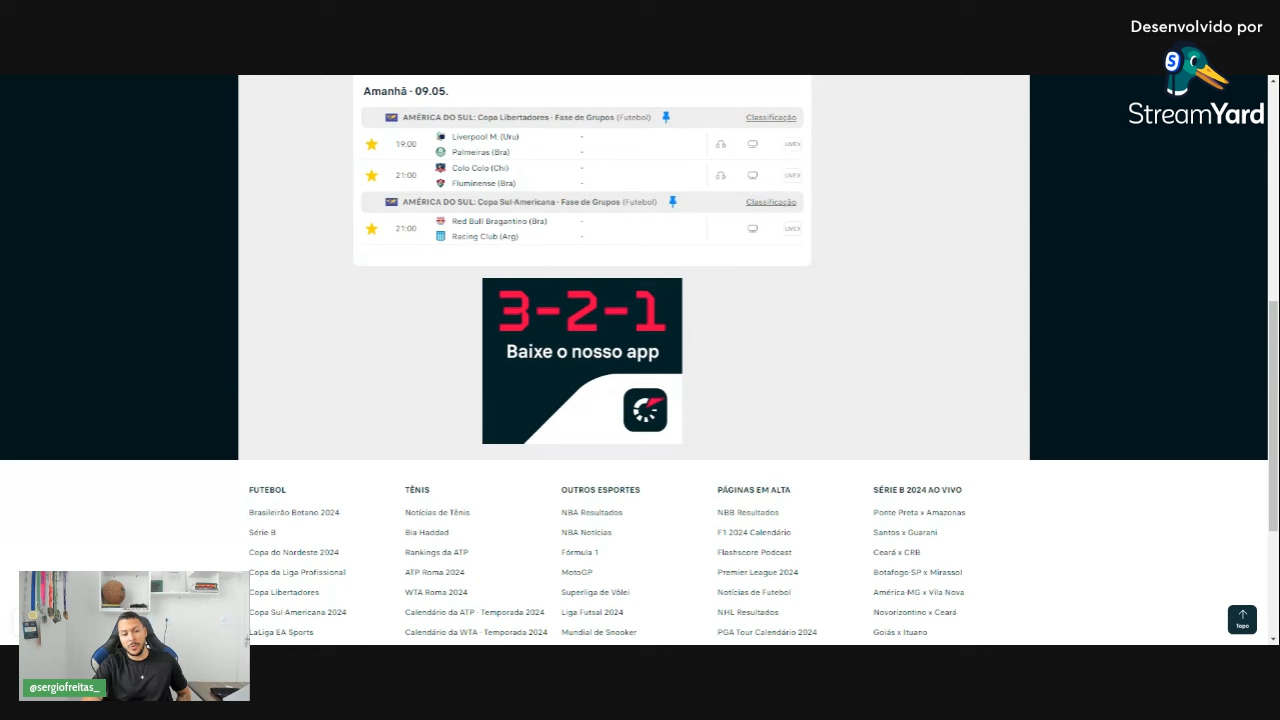 Desenvolvido por
StreamYard
Amanhã - 09.05.
AMÉRICA DO SUL: Copa Libertadores - Fase de Grupos (Futebol) Classificação
19:00 Liverpool M. (Uru) -
Palmeiras (Bra) -
LIVE
21:00 Colo Colo (Chi) -
Fluminense (Bra) -
LIVE
AMÉRICA DO SUL: Copa Sul-Americana - Fase de Grupos (Futebol) Classificação
21:00 Red Bull Bragantino (Bra) -
Racing Club (Arg) -
LIVE
3-2-1
Baixe o nosso app
FUTEBOL
Brasileirão Betano 2024
Série B
Copa do Nordeste 2024
Copa da Liga Profissional
Copa Libertadores
Copa Sul-Americana 2024
LaLiga EA Sports
TÊNIS
Notícias de Tênis
Bia Haddad
Rankings da ATP
ATP Roma 2024
WTA Roma 2024
Calendário da ATP - Temporada 2024
Calendário da WTA - Temporada 2024
OUTROS ESPORTES
NBA Resultados
NBA Notícias
Fórmula 1
MotoGP
Superliga de Vôlei
Liga Futsal 2024
Mundial de Snooker
PÁGINAS EM ALTA
NBB Resultados
F1 2024 Calendário
Flashscore Podcast
Premier League 2024
Notícias de Futebol
NHL Resultados
PGA Tour Calendário 2024
SÉRIE B 2024 AO VIVO
Ponte Preta x Amazonas
Santos x Guarani
Ceará x CRB
Botafogo-SP x Mirassol
América-MG x Vila Nova
Novorizontino x Ceará
Goiás x Ituano
Topo
@sergiofreitas_